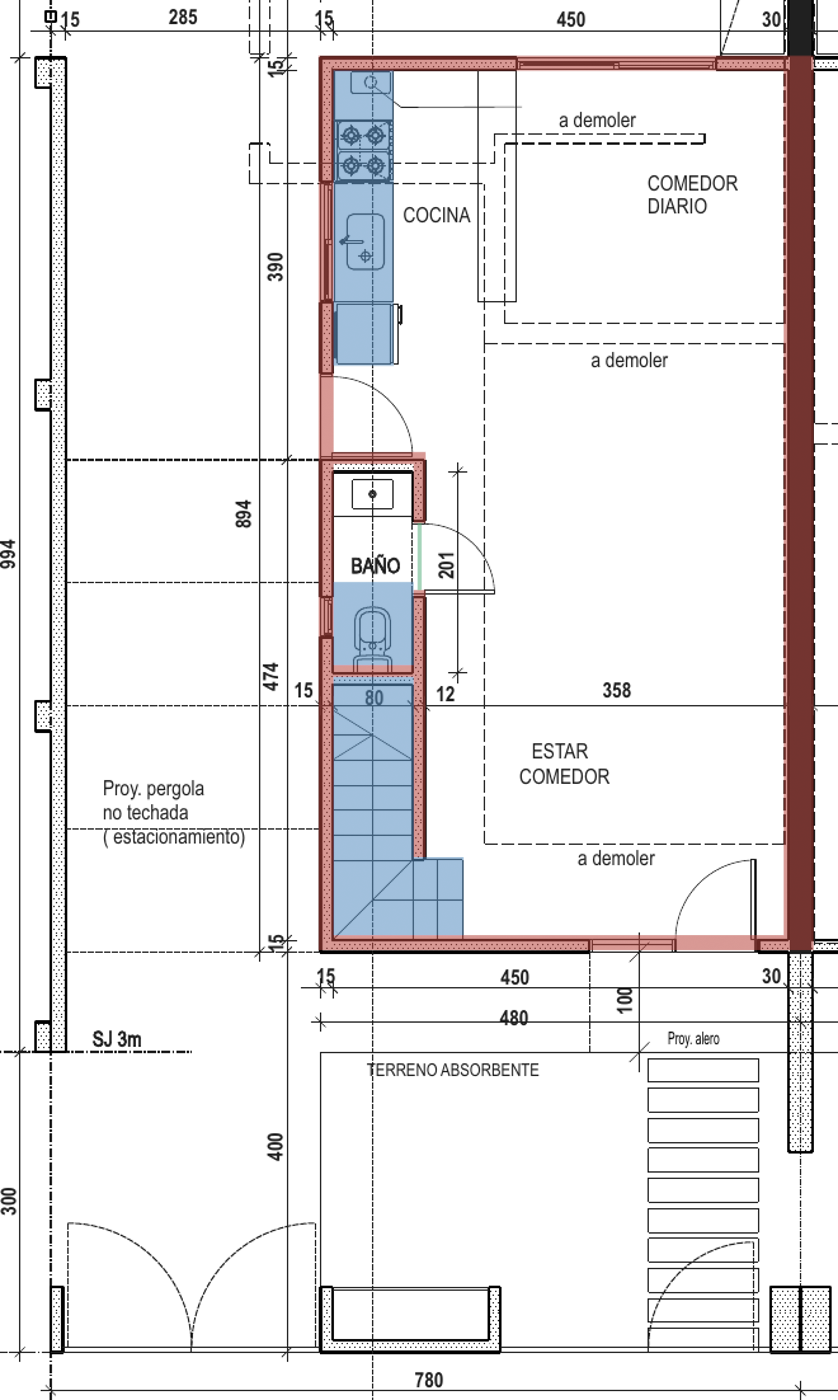 15
285
15
450
30
15
a demoler
COMEDOR
DIARIO
COCINA
390
a demoler
894
994
BAÑO
201
474
15
80
12
358
ESTAR
COMEDOR
Proy. pergola
no techada
( estacionamiento)
a demoler
15
15
450
30
100
480
SJ 3m
Proy. alero
TERRENO ABSORBENTE
400
300
780